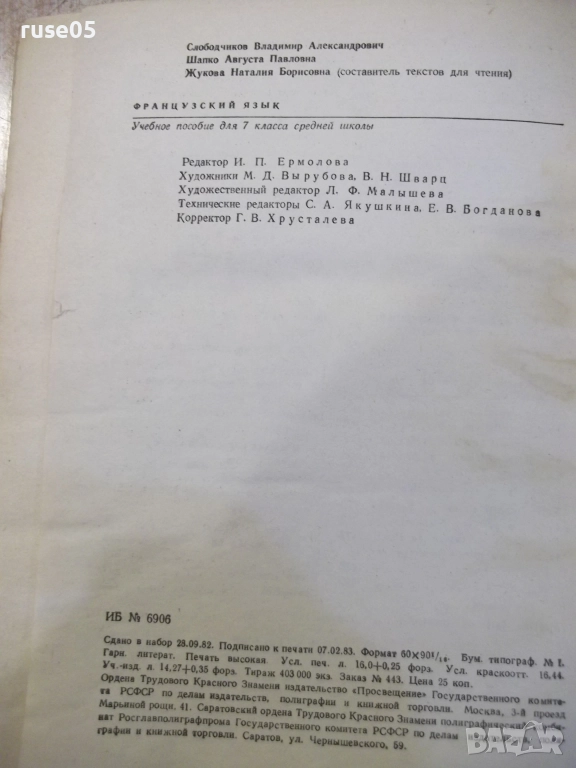 @ruse05
Слободчиков Владимир Александрович
Шапко Августа Павловна
Жукова Наталия Борисовна (составитель текстов для чтения)
ФРАНЦУЗСКИЙ ЯЗЫК
Учебное пособие для 7 класса средней школы
Редактор И. П. Ермолова
Художники М. Д. Вырубова, В. Н. Шварц
Художественный редактор Л. Ф. Малышева
Технические редакторы С. А. Якушкина, Е. В. Богданова
Корректор Г. В. Хрусталева
ИБ № 6906
Сдано в набор 28.09.82. Подписано к печати 07.02.83. Формат 60×90 1/16. Бум. типограф. № 1.
Гарн. литерат. Печать высокая. Усл. печ. л. 16,0+0,25 форз. Усл. краскоотт. 16,44.
Уч.-изд. л. 14,27+0,35 форз. Тираж 403 000 экз. Заказ № 443. Цена 25 коп.
Ордена Трудового Красного Знамени издательство «Просвещение» Государственного комите-
та РСФСР по делам издательств, полиграфии и книжной торговли. Москва, 3-й проезд
Марьиной рощи, 41. Саратовский ордена Трудового Красного Знамени полиграфический
нат Росглавполиграфпрома Государственного комитета РСФСР по делам
графии и книжной торговли. Саратов, ул. Чернышевского, 59.
BAZAR